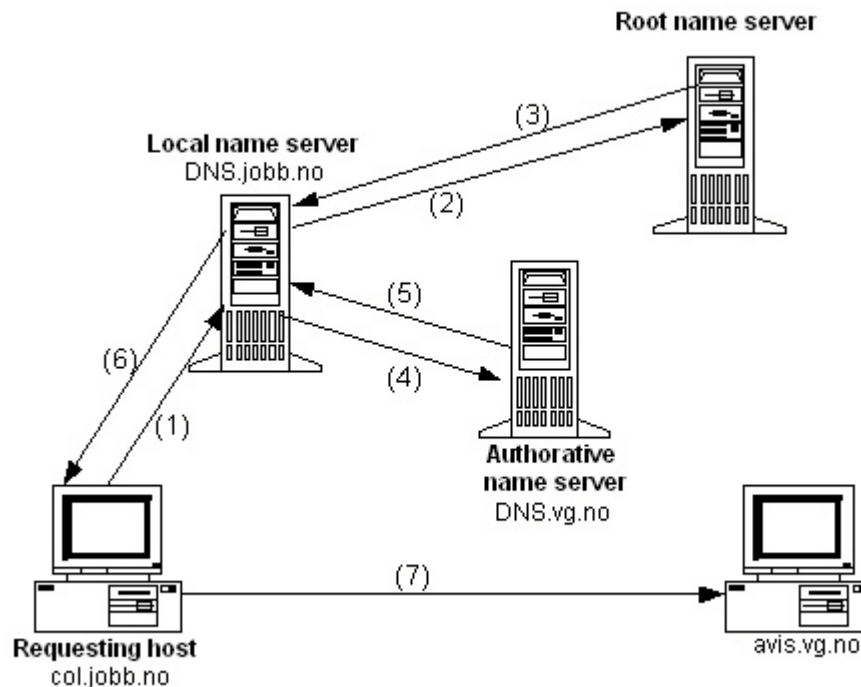 Root name server
(3)
Local name server
DNS.jobb.no
(2)
(5)
(6)
(4)
(1)
Authorative
name server
DNS.vg.no
(7)
Requesting host
col.jobb.no
avis.vg.no